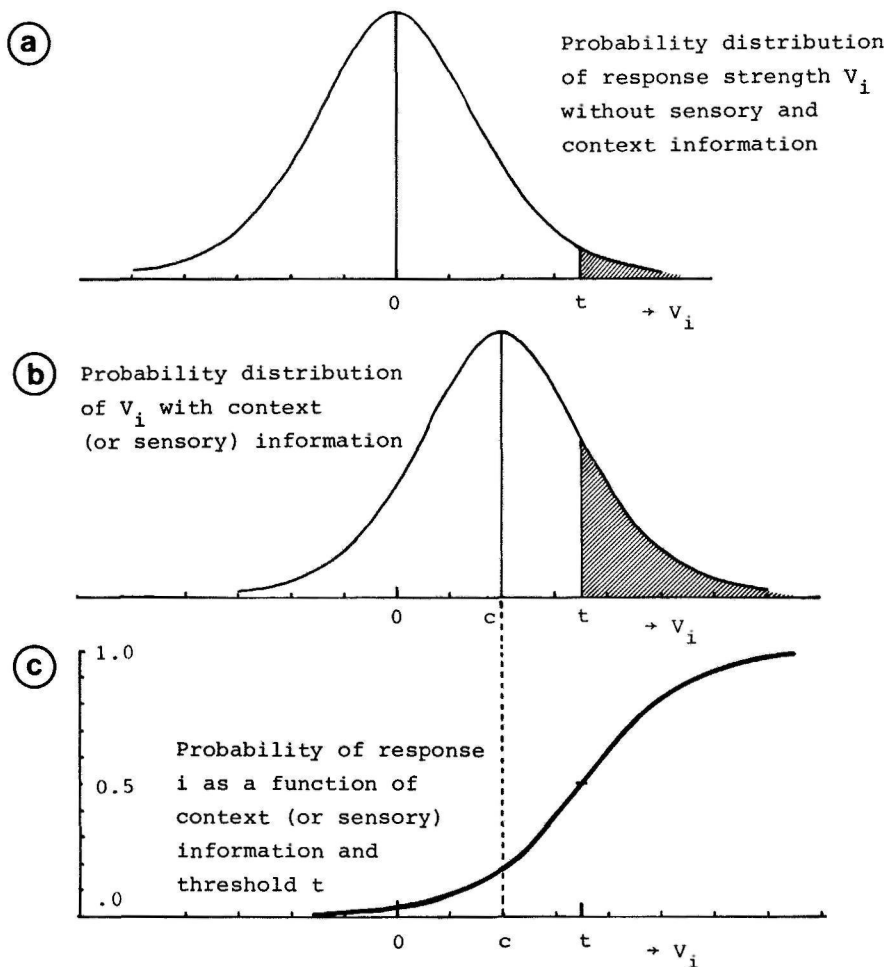 a
Probability distribution
of response strength V_i
without sensory and
context information
0 t → V_i
b
Probability distribution
of V_i with context
(or sensory) information
0 c t → V_i
c
1.0
Probability of response
i as a function of
0.5
context (or sensory)
information and
threshold t
.0
0 c t → V_i